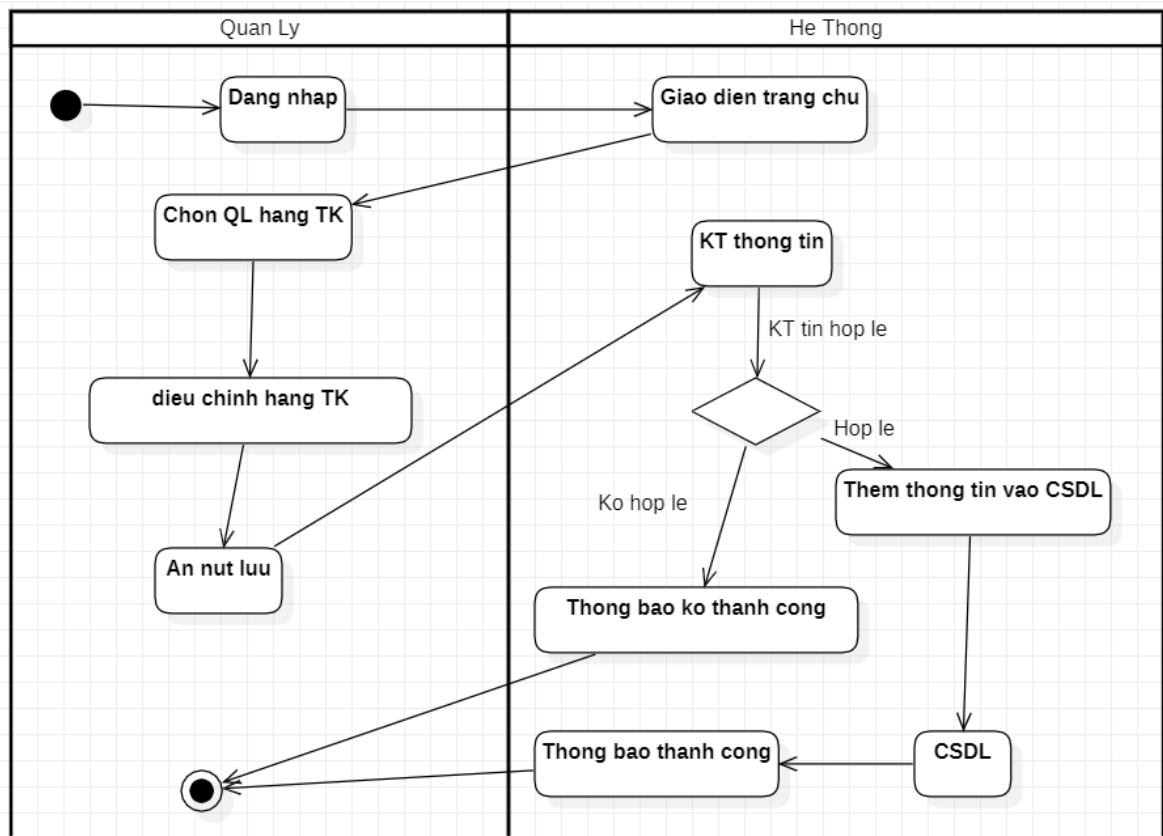 Quan Ly
He Thong
Dang nhap
Giao dien trang chu
Chon QL hang TK
KT thong tin
KT tin hop le
dieu chinh hang TK
Hop le
Them thong tin vao CSDL
Ko hop le
An nut luu
Thong bao ko thanh cong
Thong bao thanh cong
CSDL